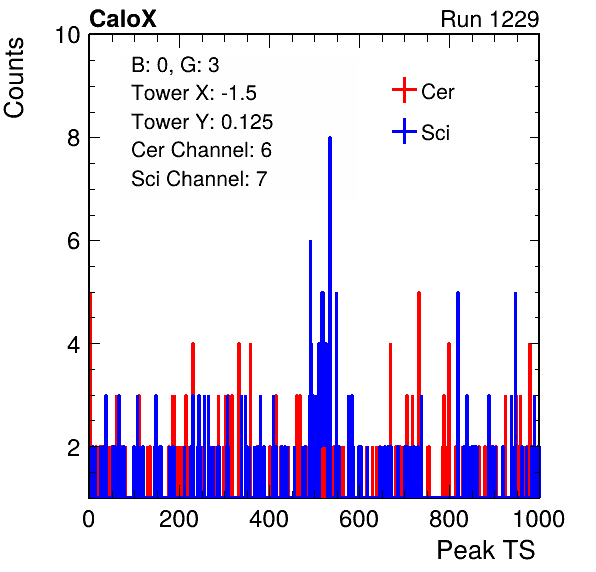 CaloX Run 1229
Counts
10
8
6
4
2
B: 0, G: 3
Tower X: -1.5
Tower Y: 0.125
Cer Channel: 6
Sci Channel: 7
Cer
Sci
0 200 400 600 800 1000
Peak TS